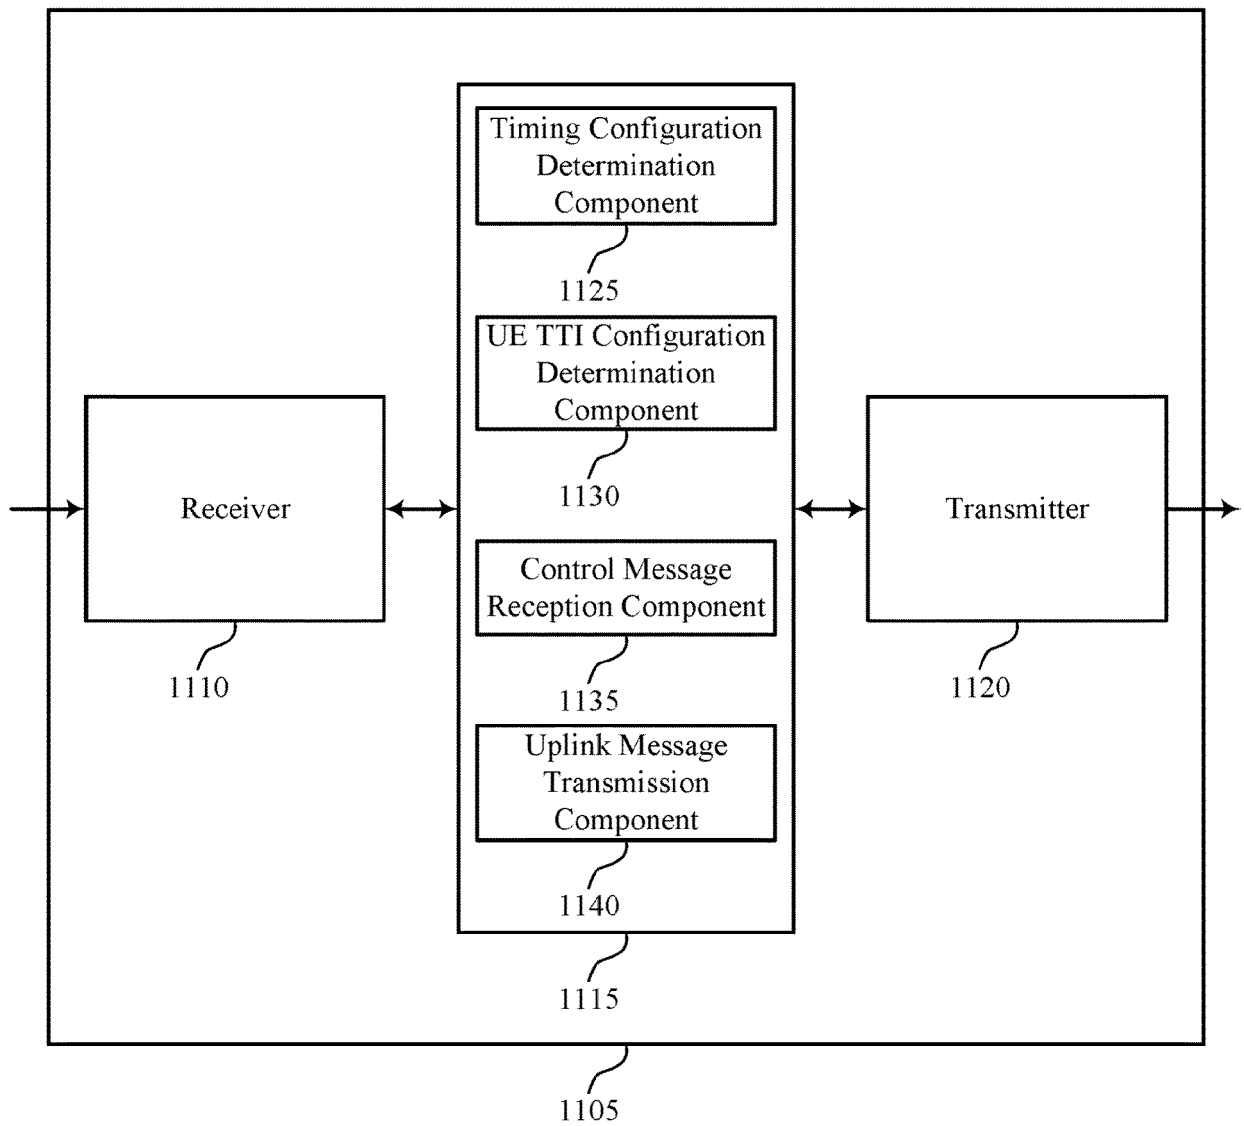 Timing Configuration
Determination
Component
1125
UE TTI Configuration
Determination
Component
1130
Receiver
1110
Transmitter
1120
Control Message
Reception Component
1135
Uplink Message
Transmission
Component
1140
1115
1105